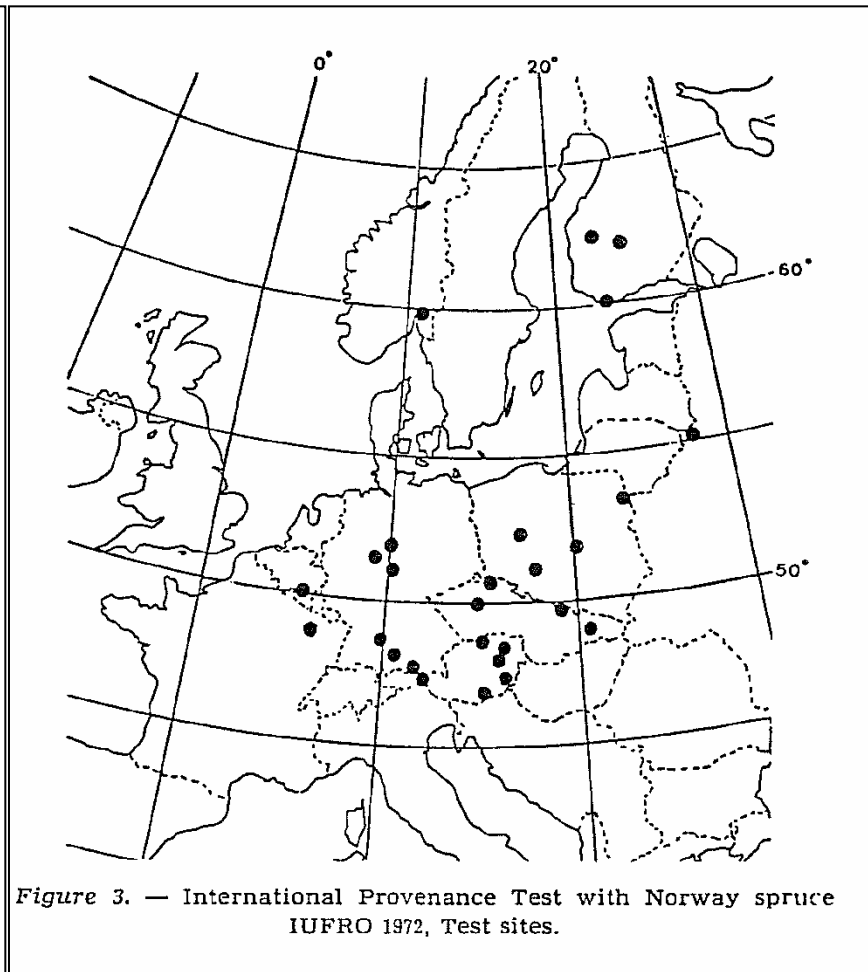 0°
20°
60°
50°
Figure 3. — International Provenance Test with Norway spruce
IUFRO 1972, Test sites.